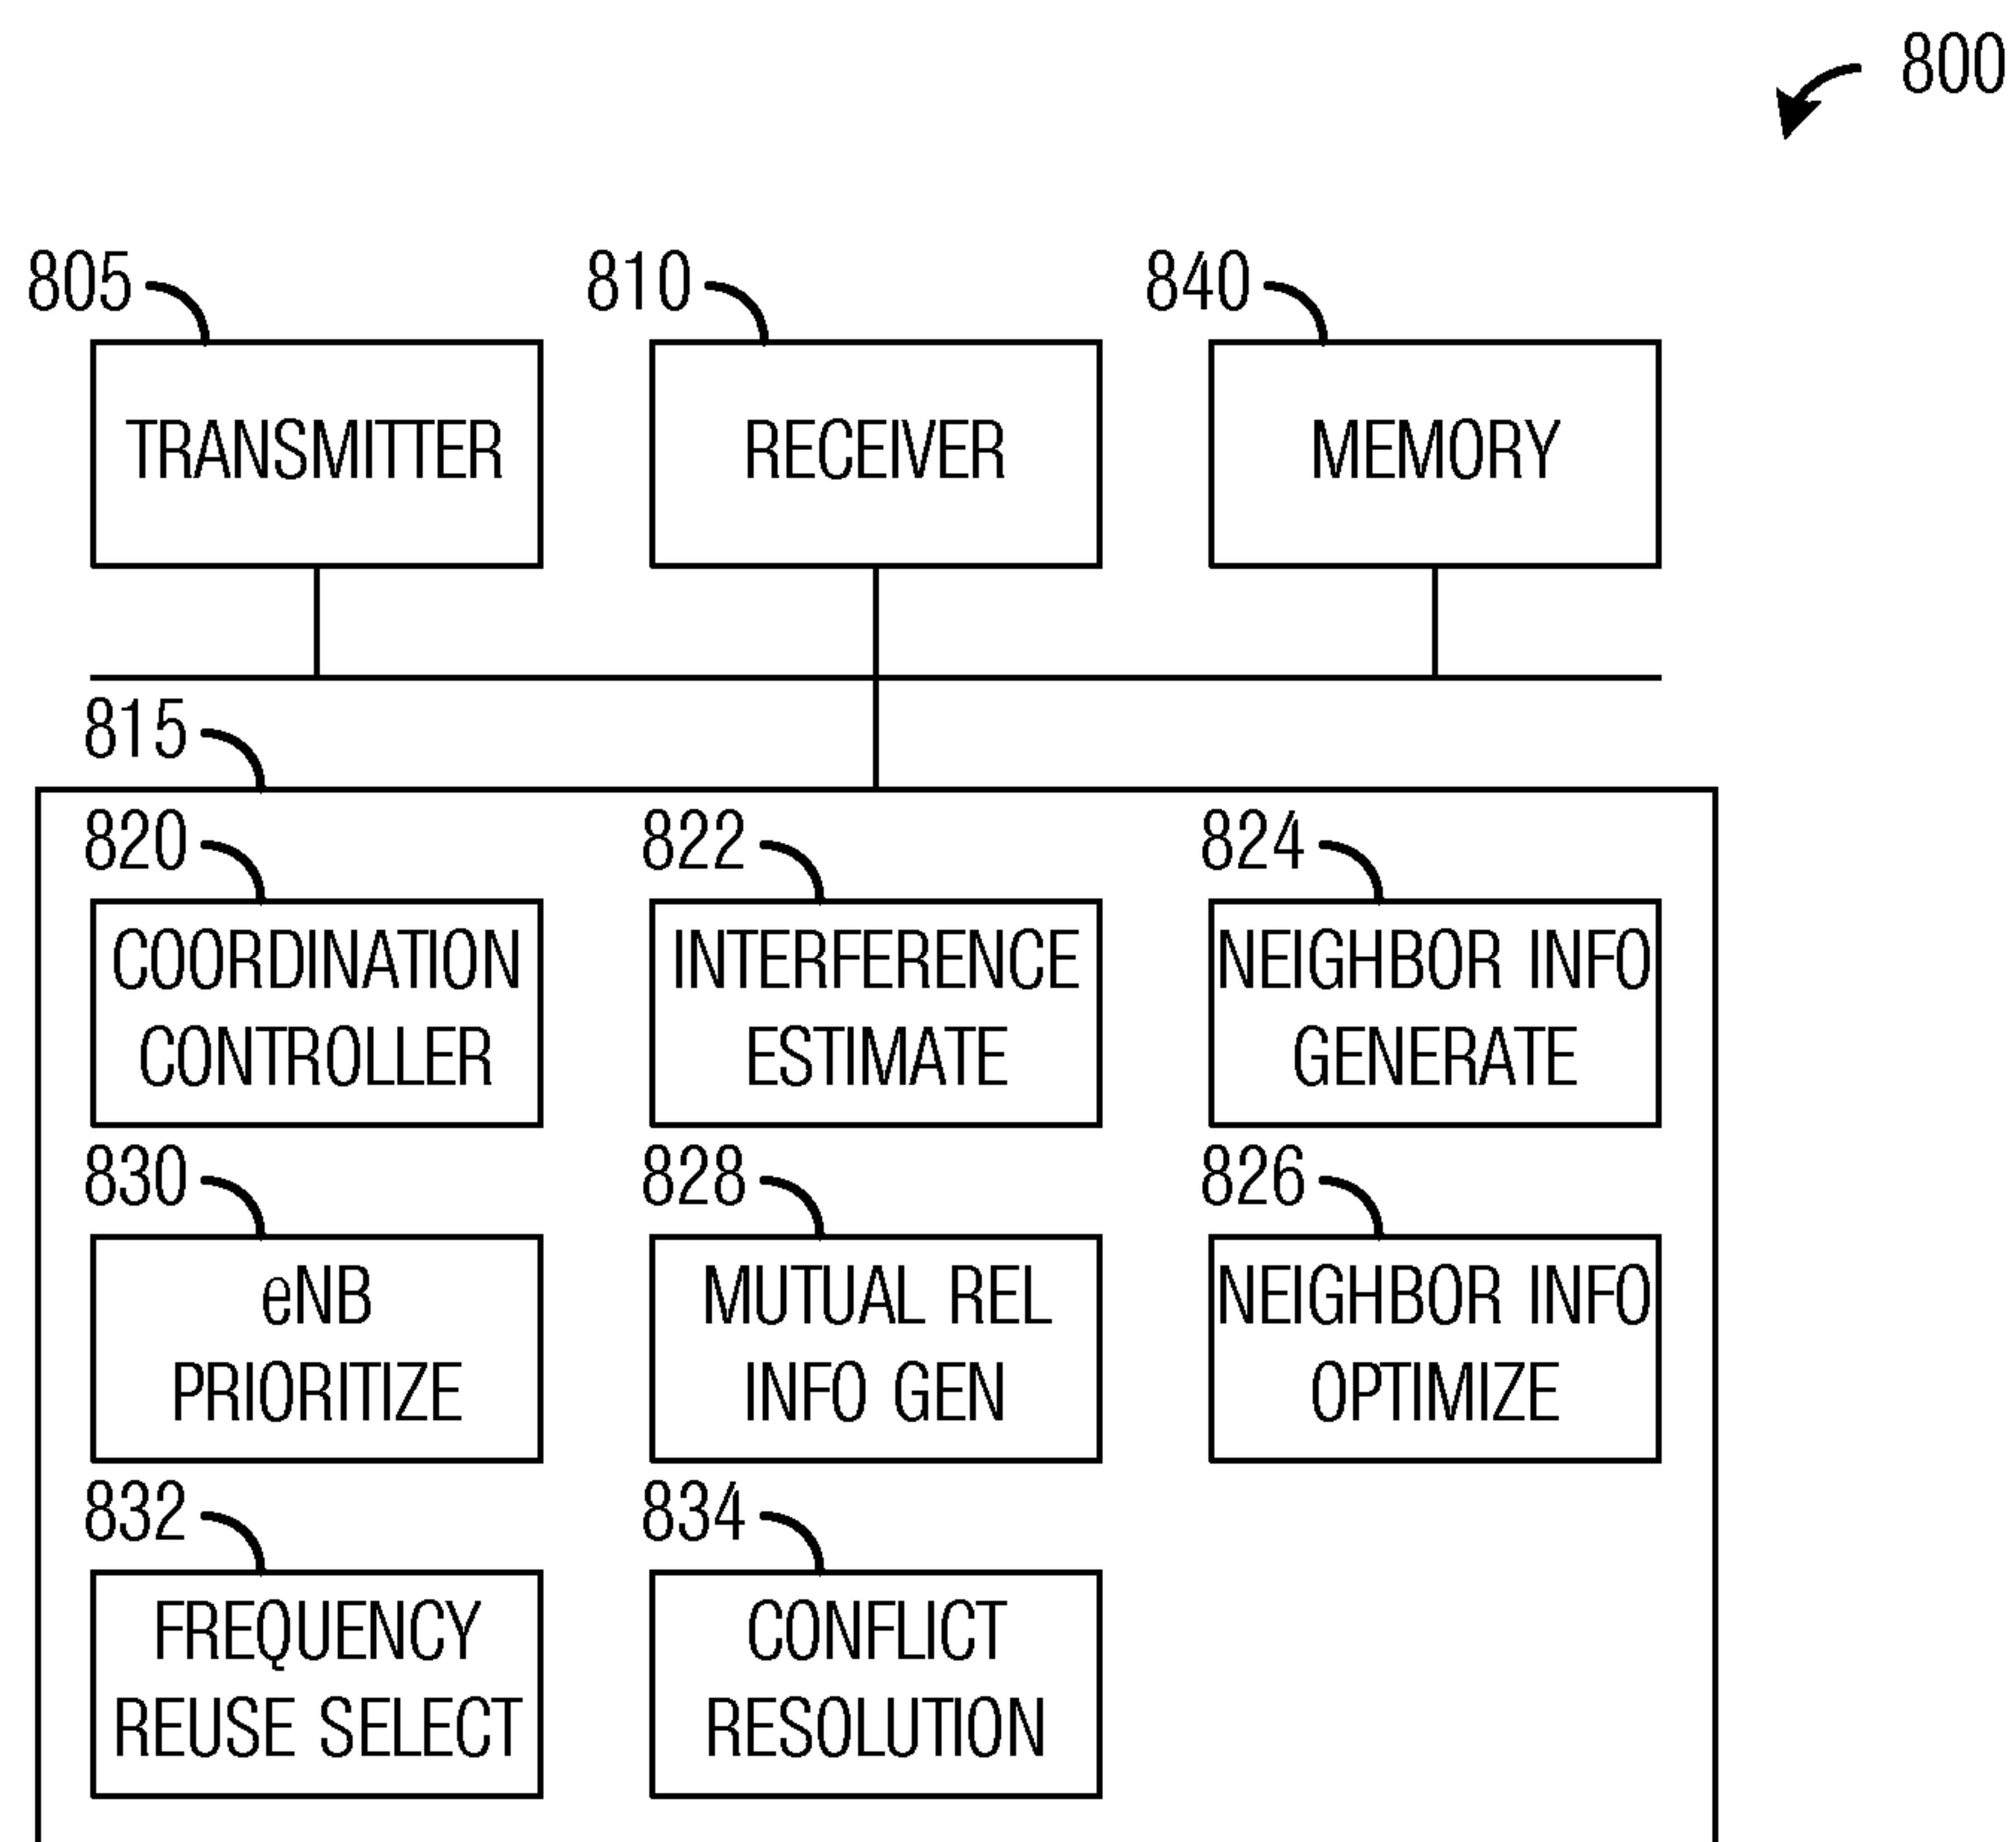 800
805
810
840
TRANSMITTER
RECEIVER
MEMORY
815
820
822
824
COORDINATION
CONTROLLER
INTERFERENCE
ESTIMATE
NEIGHBOR INFO
GENERATE
830
828
826
eNB
PRIORITIZE
MUTUAL REL
INFO GEN
NEIGHBOR INFO
OPTIMIZE
832
834
FREQUENCY
REUSE SELECT
CONFLICT
RESOLUTION